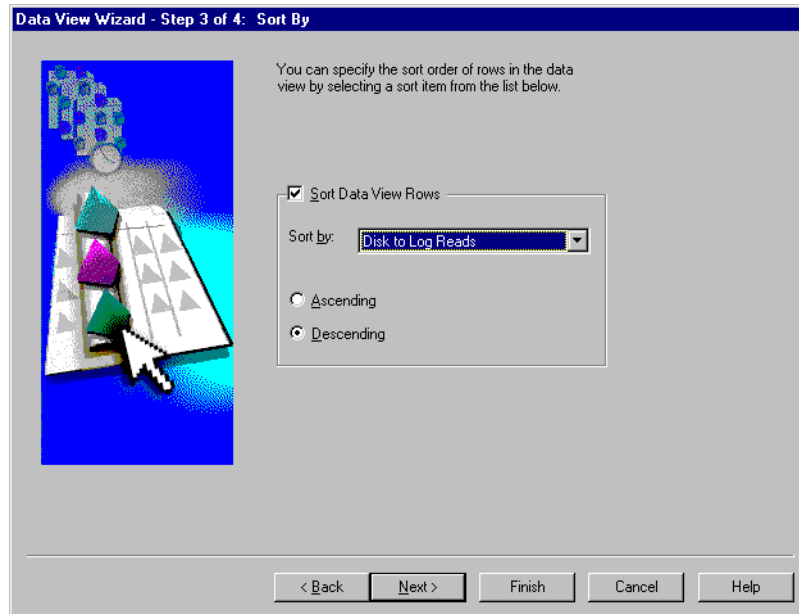 Data View Wizard - Step 3 of 4:  Sort By
You can specify the sort order of rows in the data
view by selecting a sort item from the list below.
Sort Data View Rows
Sort by:
Disk to Log Reads
Ascending
Descending
< Back
Next >
Finish
Cancel
Help